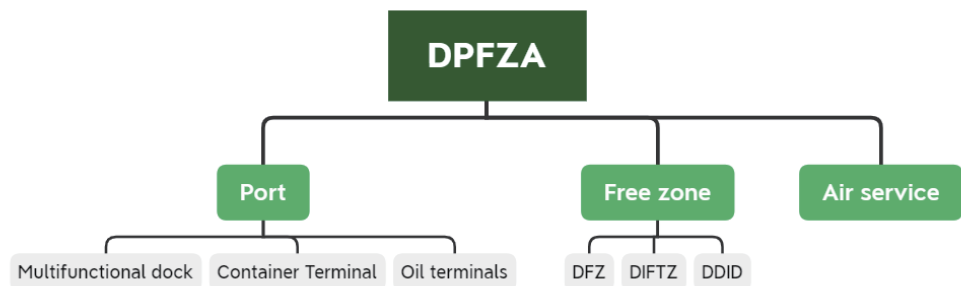 DPFZA
Port
Free zone
Air service
Multifunctional dock
Container Terminal
Oil terminals
DFZ
DIFTZ
DDID